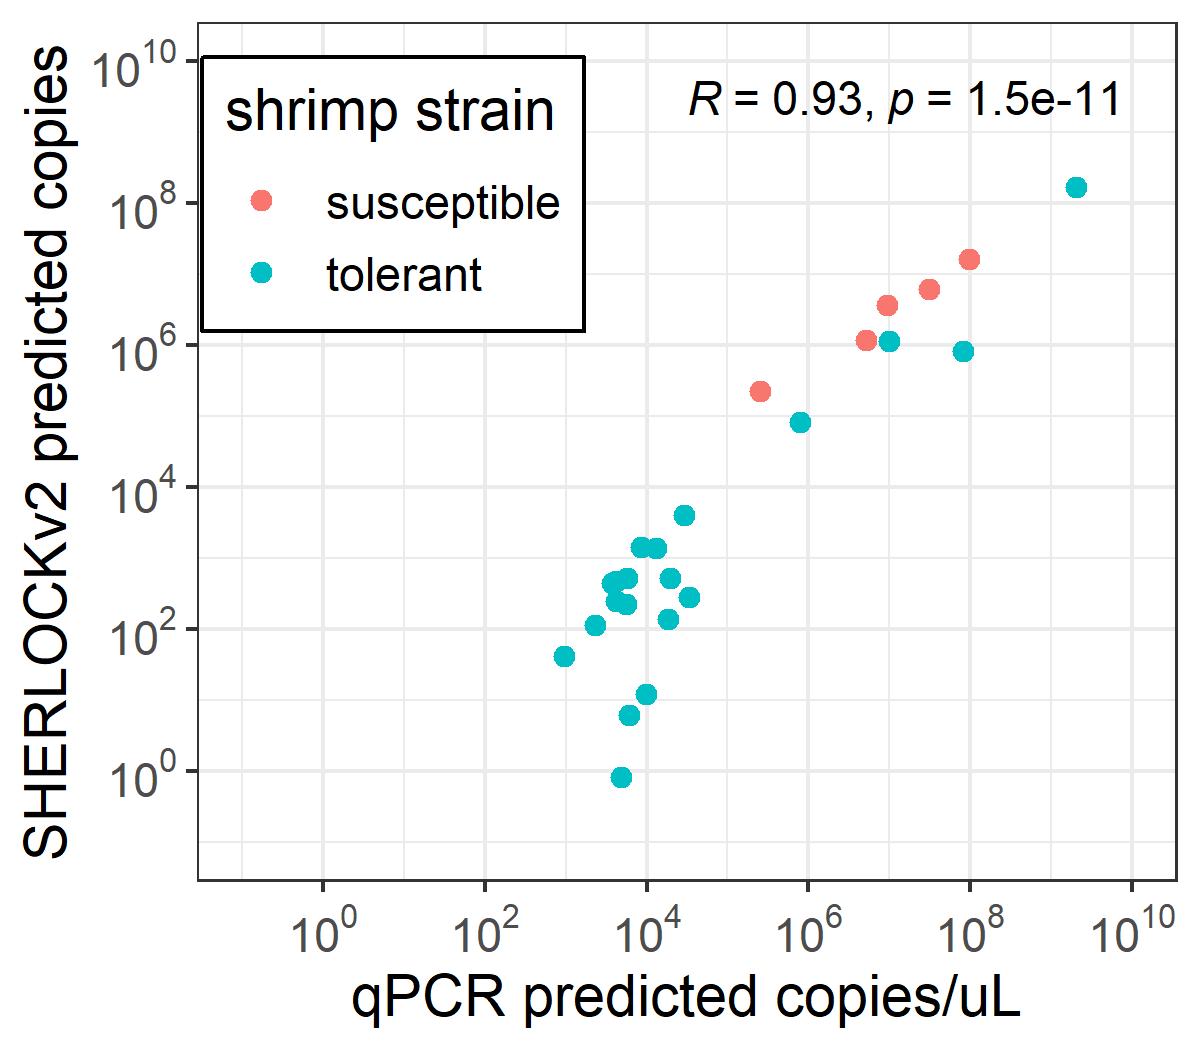 SHERLOCKv2 predicted copies
10^10
10^8
10^6
10^4
10^2
10^0
shrimp strain
susceptible
tolerant
R = 0.93, p = 1.5e-11
10^0 10^2 10^4 10^6 10^8 10^10
qPCR predicted copies/uL